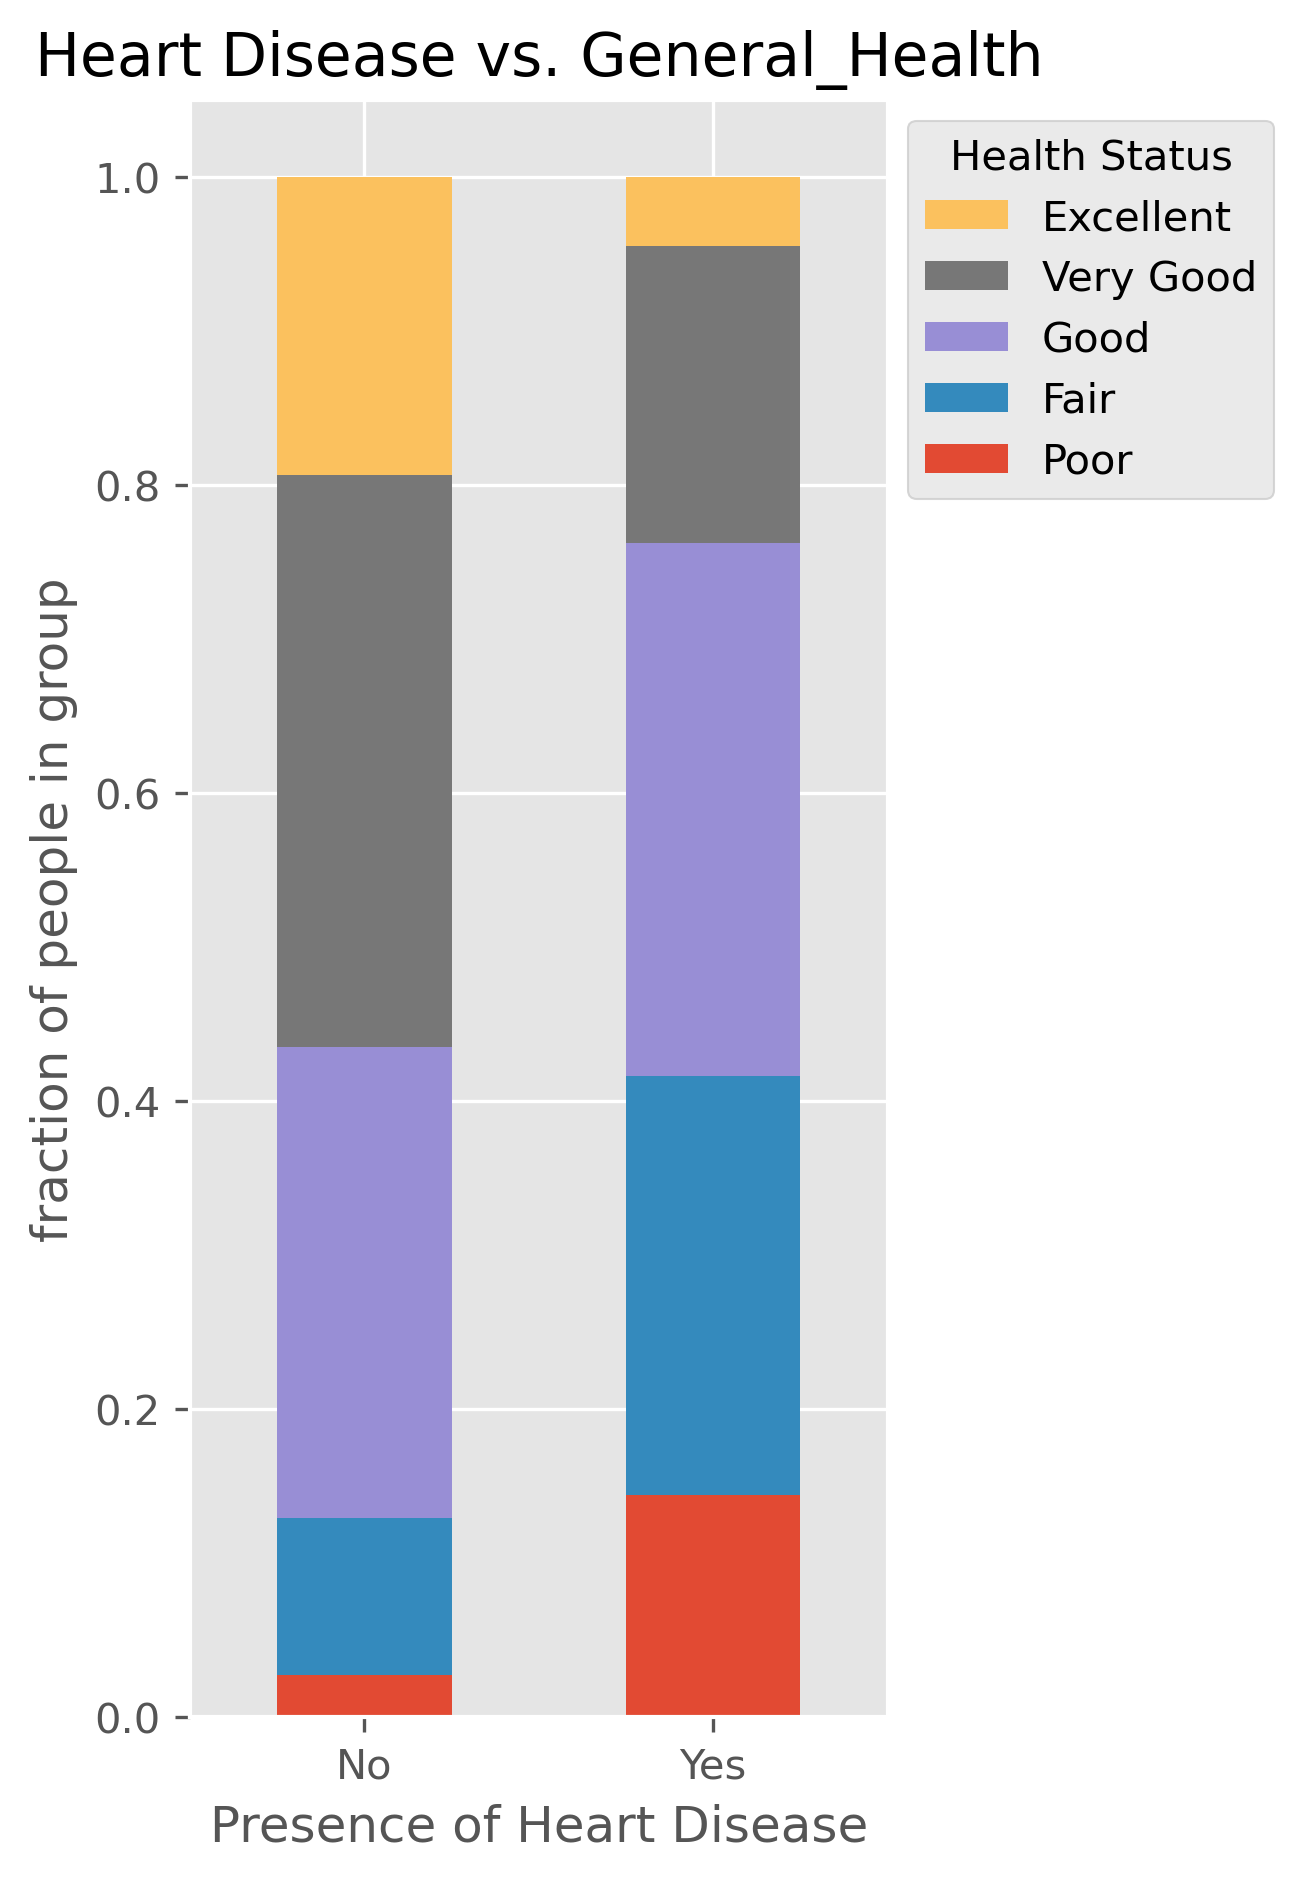 Heart Disease vs. General_Health
Health Status
Excellent
Very Good
Good
Fair
Poor
fraction of people in group
1.0
0.8
0.6
0.4
0.2
0.0
No
Yes
Presence of Heart Disease